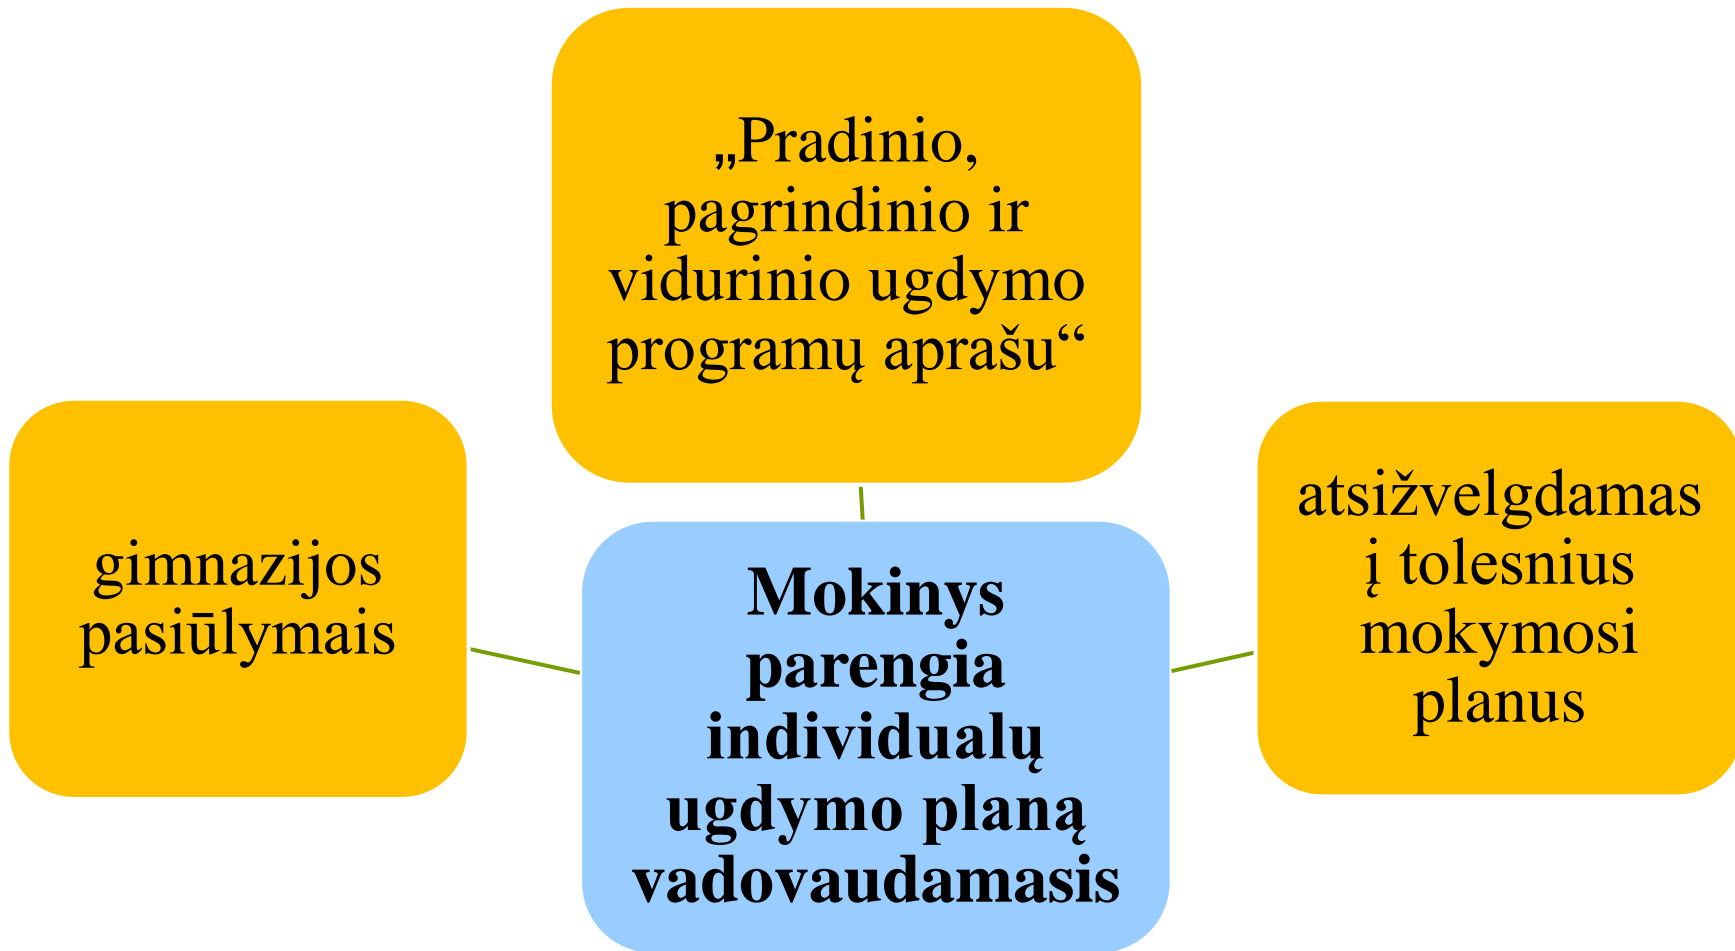 „Pradinio,
pagrindinio ir
vidurinio ugdymo
programų aprašu“
gimnazijos
pasiūlymais
Mokinys
parengia
individualų
ugdymo planą
vadovaudamasis
atsižvelgdamas
į tolesnius
mokymosi
planus